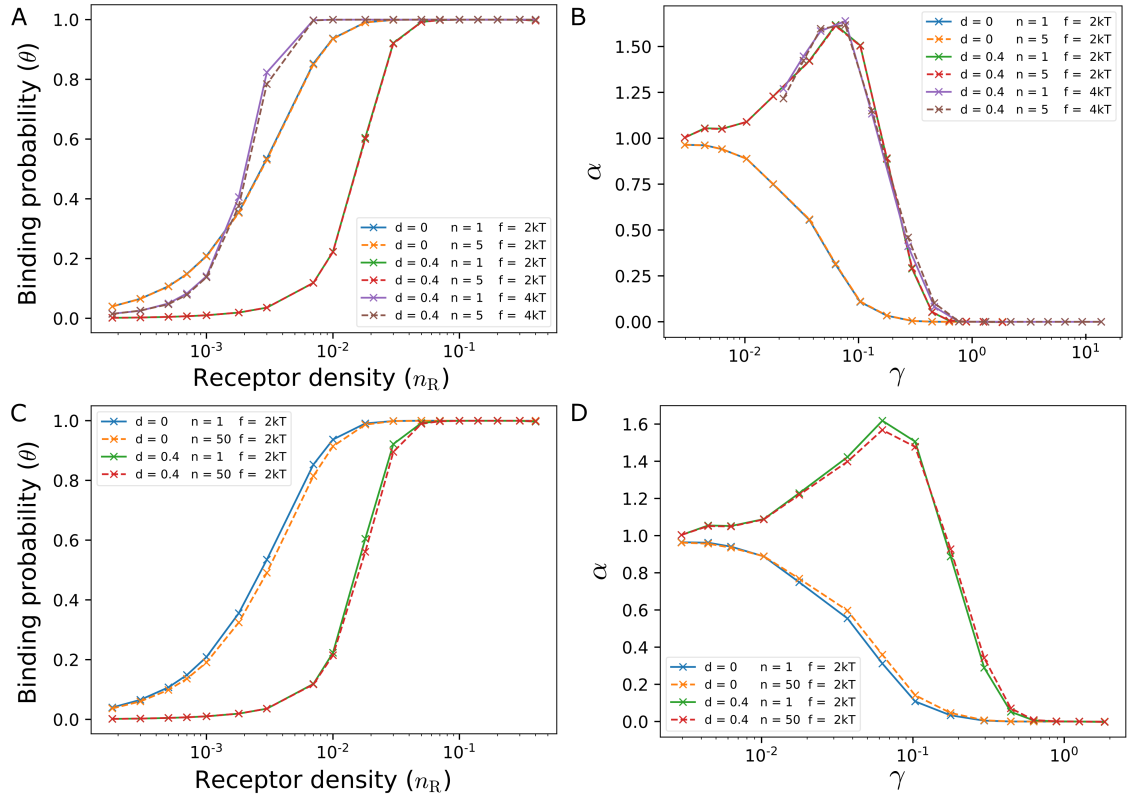 A
Binding probability (θ)
1.0
0.8
0.6
0.4
0.2
0.0
d = 0 n = 1 f = 2kT
d = 0 n = 5 f = 2kT
d = 0.4 n = 1 f = 2kT
d = 0.4 n = 5 f = 2kT
d = 0.4 n = 1 f = 4kT
d = 0.4 n = 5 f = 4kT
10⁻³ 10⁻² 10⁻¹
Receptor density (n_R)
B
α
1.50
1.25
1.00
0.75
0.50
0.25
0.00
d = 0 n = 1 f = 2kT
d = 0 n = 5 f = 2kT
d = 0.4 n = 1 f = 2kT
d = 0.4 n = 5 f = 2kT
d = 0.4 n = 1 f = 4kT
d = 0.4 n = 5 f = 4kT
10⁻² 10⁻¹ 10⁰ 10¹
γ
C
Binding probability (θ)
1.0
0.8
0.6
0.4
0.2
0.0
d = 0 n = 1 f = 2kT
d = 0 n = 50 f = 2kT
d = 0.4 n = 1 f = 2kT
d = 0.4 n = 50 f = 2kT
10⁻³ 10⁻² 10⁻¹
Receptor density (n_R)
D
α
1.6
1.4
1.2
1.0
0.8
0.6
0.4
0.2
0.0
d = 0 n = 1 f = 2kT
d = 0 n = 50 f = 2kT
d = 0.4 n = 1 f = 2kT
d = 0.4 n = 50 f = 2kT
10⁻² 10⁻¹ 10⁰
γ